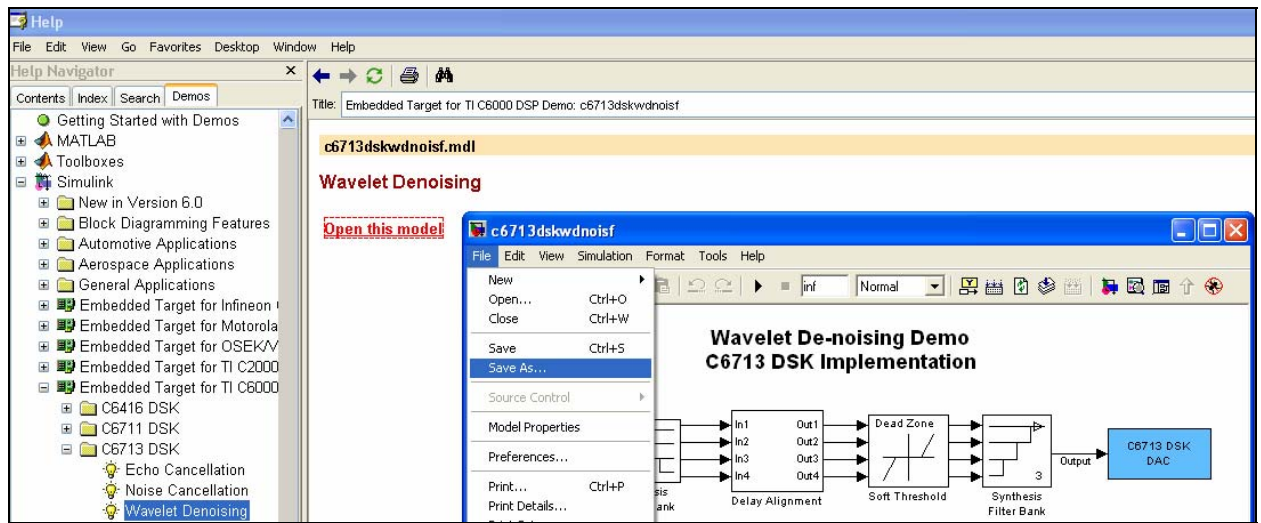 Help
File Edit View Go Favorites Desktop Window Help
Help Navigator
Contents Index Search Demos
Getting Started with Demos
MATLAB
Toolboxes
Simulink
New in Version 6.0
Block Diagramming Features
Automotive Applications
Aerospace Applications
General Applications
Embedded Target for Infineon
Embedded Target for Motorola
Embedded Target for OSEK/V
Embedded Target for TI C2000
Embedded Target for TI C6000
C6416 DSK
C6711 DSK
C6713 DSK
Echo Cancellation
Noise Cancellation
Wavelet Denoising
Title: Embedded Target for TI C6000 DSP Demo: c6713dskwdnoisf
c6713dskwdnoisf.mdl
Wavelet Denoising
Open this model
c6713dskwdnoisf
File Edit View Simulation Format Tools Help
inf Normal
New
Open... Ctrl+O
Close Ctrl+W
Save Ctrl+S
Save As...
Source Control
Model Properties
Preferences...
Print... Ctrl+P
Print Details...
Wavelet De-noising Demo
C6713 DSK Implementation
In1 Out1
In2 Out2
In3 Out3
In4 Out4
Delay Alignment
Dead Zone
Soft Threshold
3
Synthesis
Filter Bank
Output
C6713 DSK
DAC